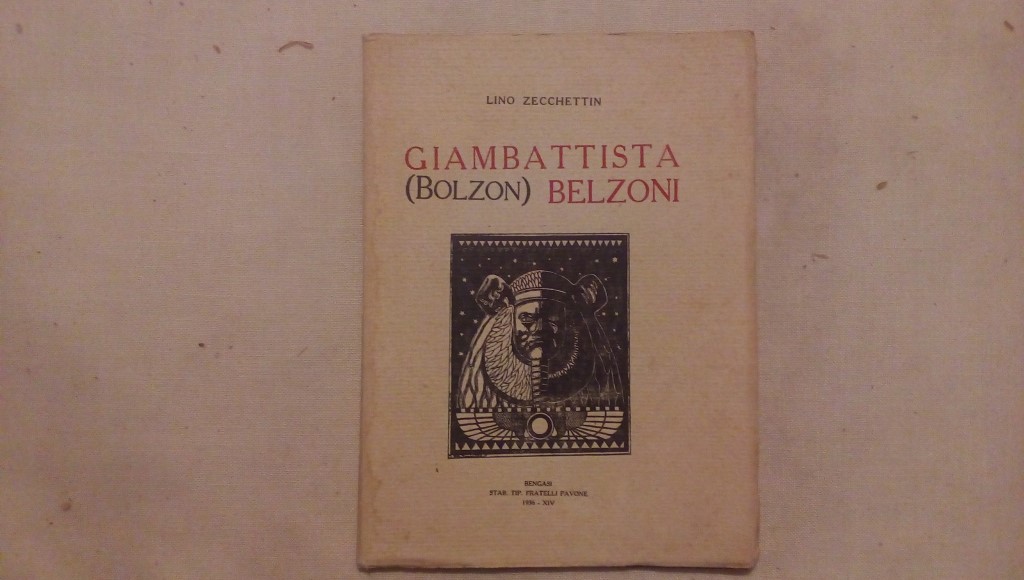 LINO ZECCHETTIN
GIAMBATTISTA
(BOLZON) BELZONI
BENGASI
STAB. TIP. FRATELLI PAVONE
1936 - XIV